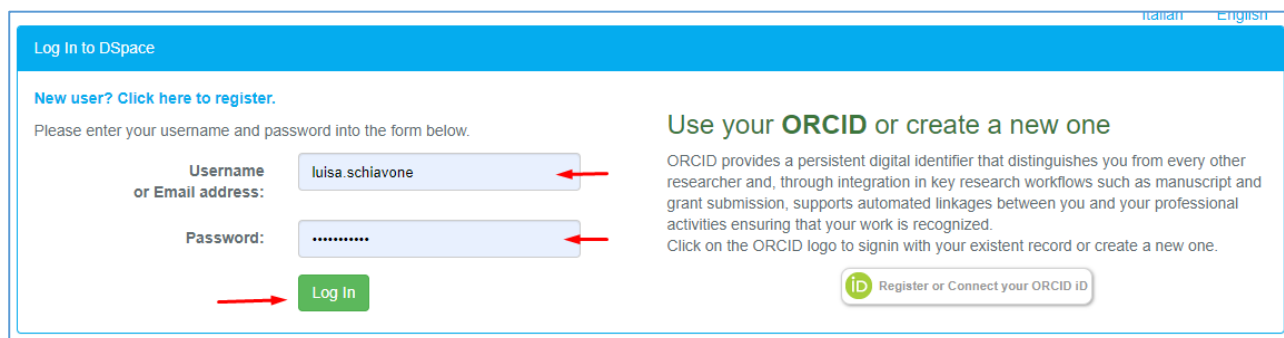 Italian English
Log In to DSpace
New user? Click here to register.
Please enter your username and password into the form below.
Username
or Email address:
luisa.schiavone
Password:
•••••••••••
Log In
Use your ORCID or create a new one
ORCID provides a persistent digital identifier that distinguishes you from every other
researcher and, through integration in key research workflows such as manuscript and
grant submission, supports automated linkages between you and your professional
activities ensuring that your work is recognized.
Click on the ORCID logo to signin with your existent record or create a new one.
iD Register or Connect your ORCID iD